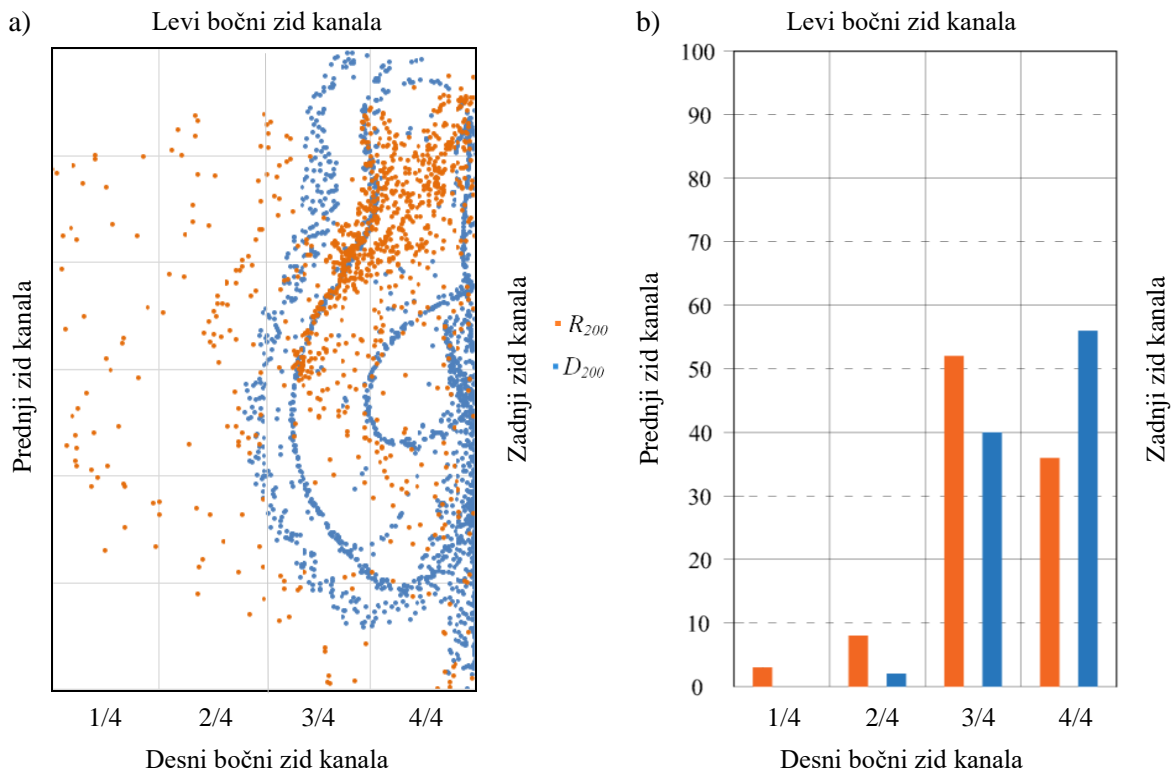 a)
Levi bočni zid kanala
Prednji zid kanala
Zadnji zid kanala
R200
D200
1/4 2/4 3/4 4/4
Desni bočni zid kanala
b)
Levi bočni zid kanala
Prednji zid kanala
100
90
80
70
60
50
40
30
20
10
0
Zadnji zid kanala
1/4 2/4 3/4 4/4
Desni bočni zid kanala